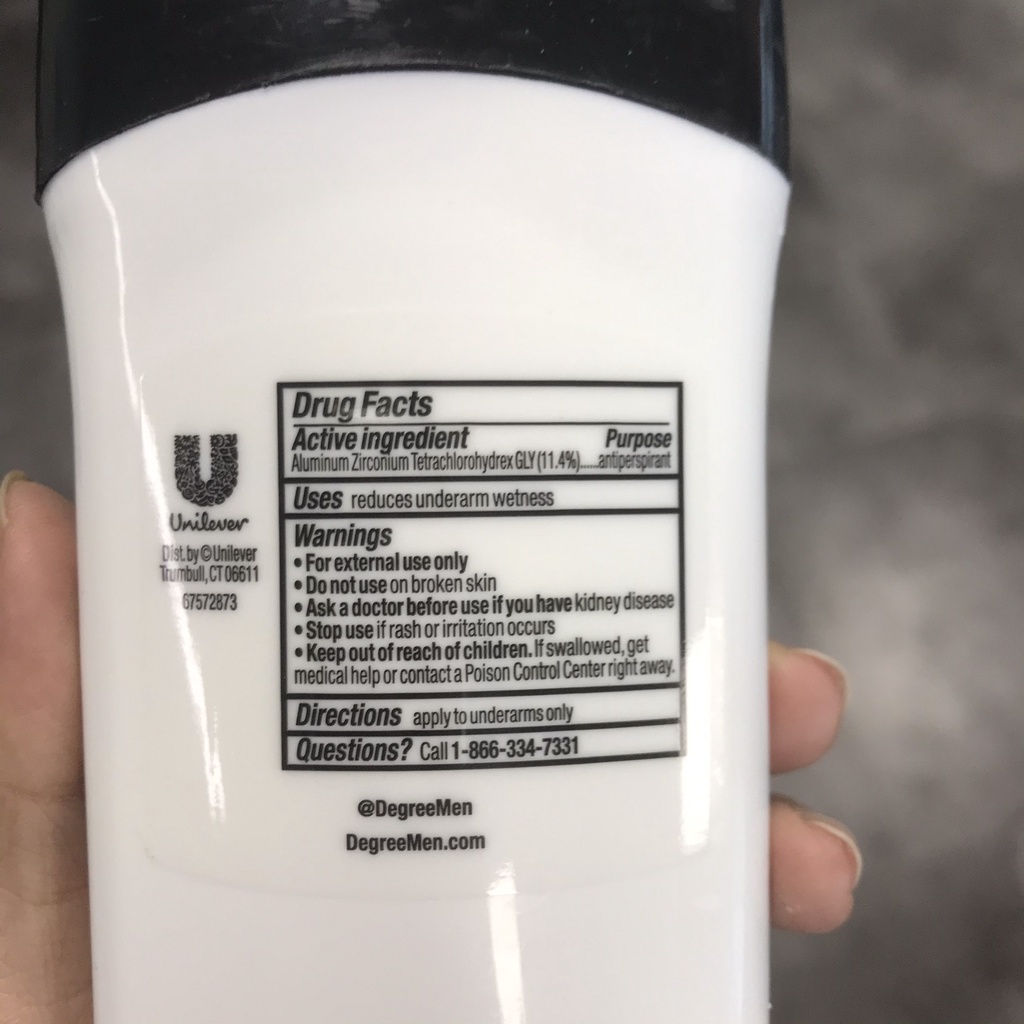 Drug Facts
Active ingredient Purpose
Aluminum Zirconium Tetrachlorohydrex GLY (11.4%).....antiperspirant
Uses reduces underarm wetness
Warnings
• For external use only
• Do not use on broken skin
• Ask a doctor before use if you have kidney disease
• Stop use if rash or irritation occurs
• Keep out of reach of children. If swallowed, get
medical help or contact a Poison Control Center right away.
Directions apply to underarms only
Questions? Call 1-866-334-7331
Unilever
Dist. by © Unilever
Trumbull, CT 06611
67572873
@DegreeMen
DegreeMen.com